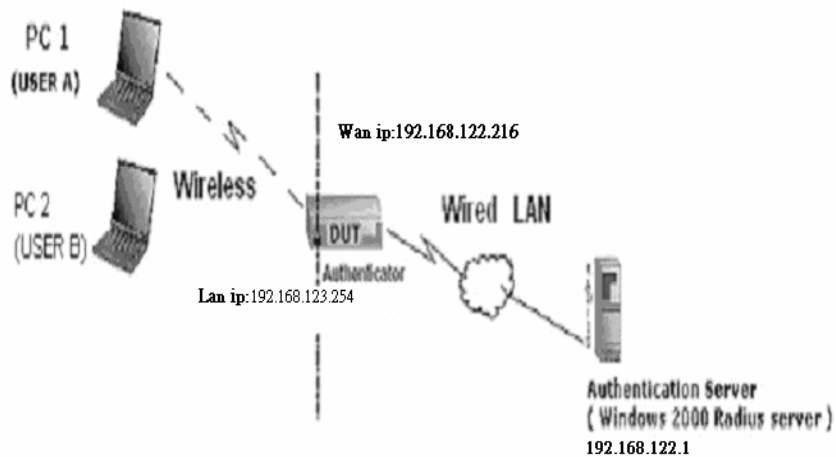 PC 1
(USER A)
Wan ip:192.168.122.216
Wireless
PC 2
(USER B)
Wired LAN
DUT
Authenticator
Lan ip:192.168.123.254
Authentication Server
( Windows 2000 Radius server )
192.168.122.1